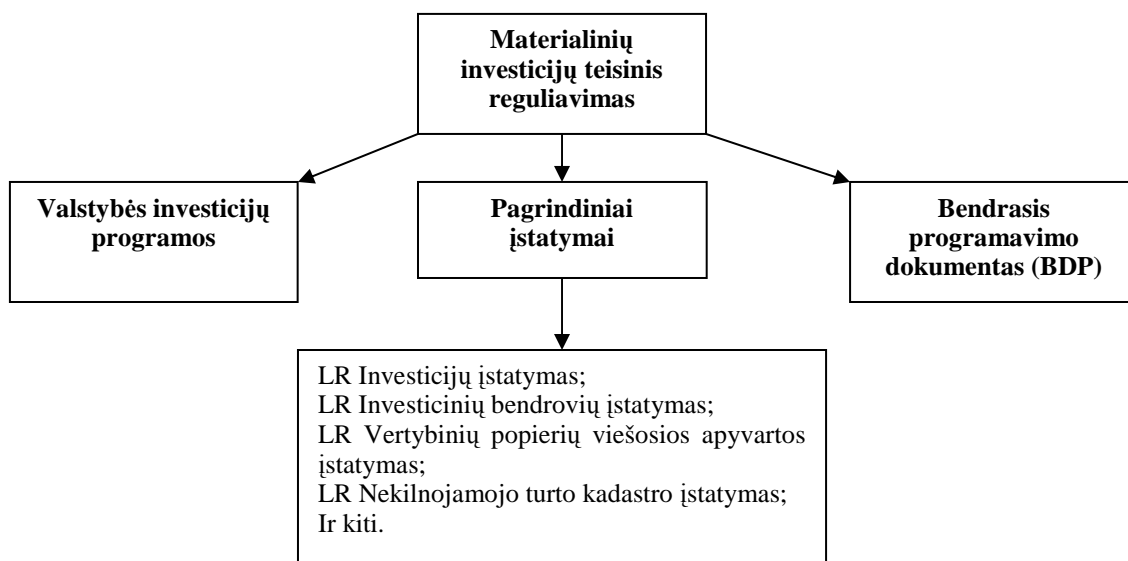 Materialinių
investicijų teisinis
reguliavimas
Valstybės investicijų
programos
Pagrindiniai
įstatymai
Bendrasis
programavimo
dokumentas (BDP)
LR Investicijų įstatymas;
LR Investicinių bendrovių įstatymas;
LR Vertybinių popierių viešosios apyvartos
įstatymas;
LR Nekilnojamojo turto kadastro įstatymas;
Ir kiti.